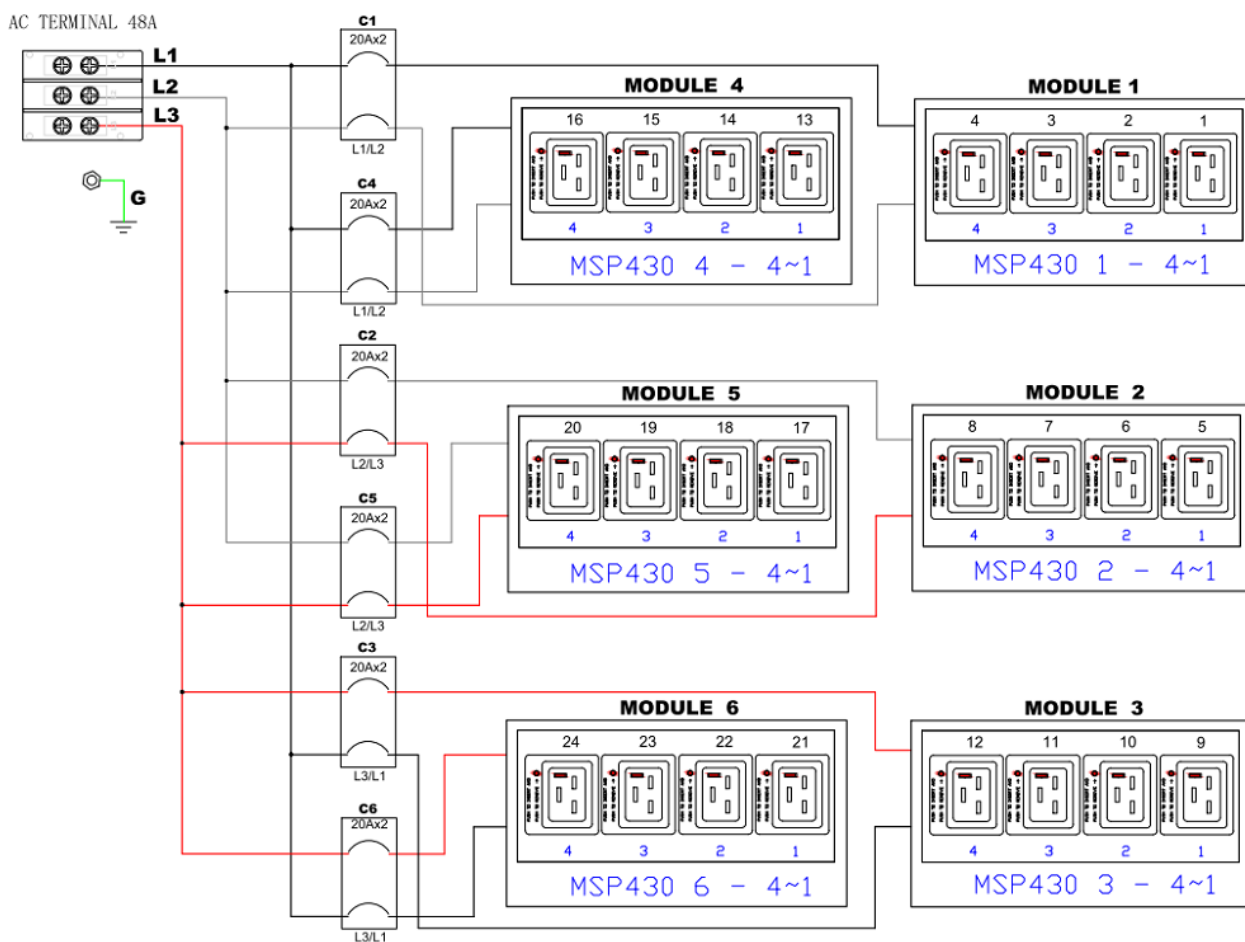 AC TERMINAL 48A
L1
L2
L3
G
C1
20Ax2
L1/L2
C4
20Ax2
L1/L2
MODULE 4
16 15 14 13
4 3 2 1
MSP430 4 - 4~1
MODULE 1
4 3 2 1
4 3 2 1
MSP430 1 - 4~1
C2
20Ax2
L2/L3
C5
20Ax2
L2/L3
MODULE 5
20 19 18 17
4 3 2 1
MSP430 5 - 4~1
MODULE 2
8 7 6 5
4 3 2 1
MSP430 2 - 4~1
C3
20Ax2
L3/L1
C6
20Ax2
L3/L1
MODULE 6
24 23 22 21
4 3 2 1
MSP430 6 - 4~1
MODULE 3
12 11 10 9
4 3 2 1
MSP430 3 - 4~1